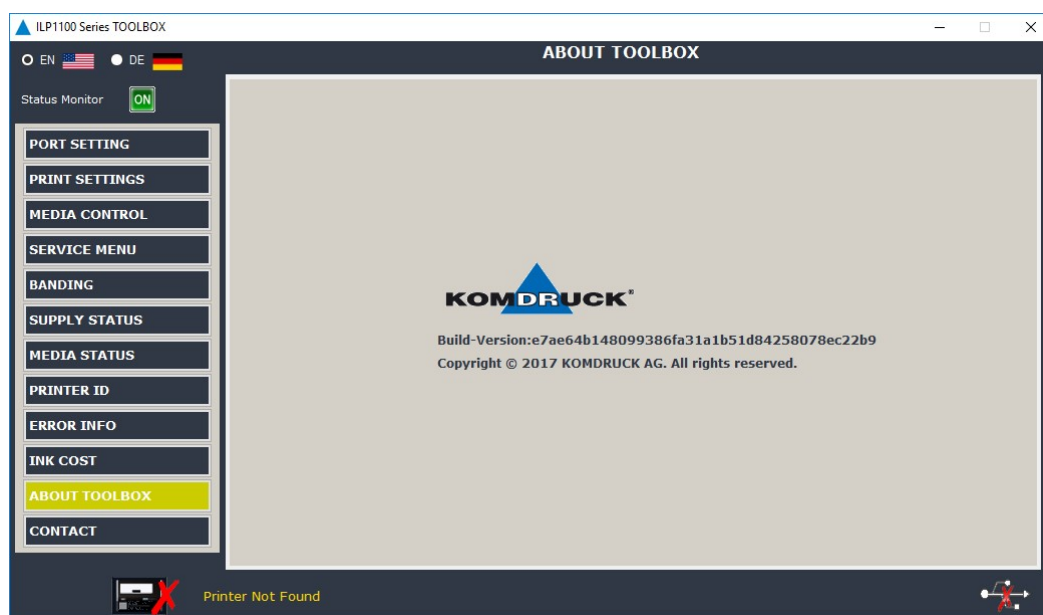 ILP1100 Series TOOLBOX
EN DE
ABOUT TOOLBOX
Status Monitor ON
PORT SETTING
PRINT SETTINGS
MEDIA CONTROL
SERVICE MENU
BANDING
SUPPLY STATUS
MEDIA STATUS
PRINTER ID
ERROR INFO
INK COST
ABOUT TOOLBOX
CONTACT
KOMDRUCK®
Build-Version:e7ae64b148099386fa31a1b51d84258078ec22b9
Copyright © 2017 KOMDRUCK AG. All rights reserved.
Printer Not Found